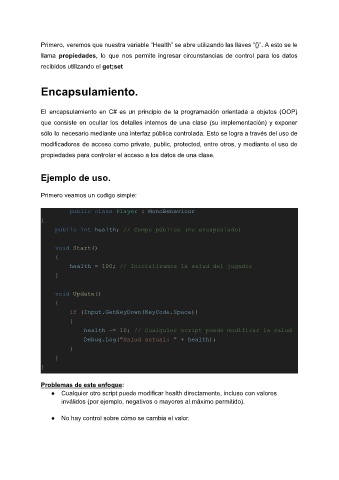 Primero, veremos que nuestra variable “Health” se abre utilizando las llaves “{}”. A esto se le
llama propiedades, lo que nos permite ingresar circunstancias de control para los datos
recibidos utilizando el get;set
Encapsulamiento.
El encapsulamiento en C# es un principio de la programación orientada a objetos (OOP)
que consiste en ocultar los detalles internos de una clase (su implementación) y exponer
sólo lo necesario mediante una interfaz pública controlada. Esto se logra a través del uso de
modificadores de acceso como private, public, protected, entre otros, y mediante el uso de
propiedades para controlar el acceso a los datos de una clase.
Ejemplo de uso.
Primero veamos un codigo simple:
public class Player : MonoBehaviour
{
public int health; // Campo público (no encapsulado)
void Start()
{
health = 100; // Inicializamos la salud del jugador
}
void Update()
{
if (Input.GetKeyDown(KeyCode.Space))
{
health -= 10; // Cualquier script puede modificar la salud
Debug.Log("Salud actual: " + health);
}
}
}
Problemas de este enfoque:
● Cualquier otro script puede modificar health directamente, incluso con valores
inválidos (por ejemplo, negativos o mayores al máximo permitido).
● No hay control sobre cómo se cambia el valor.